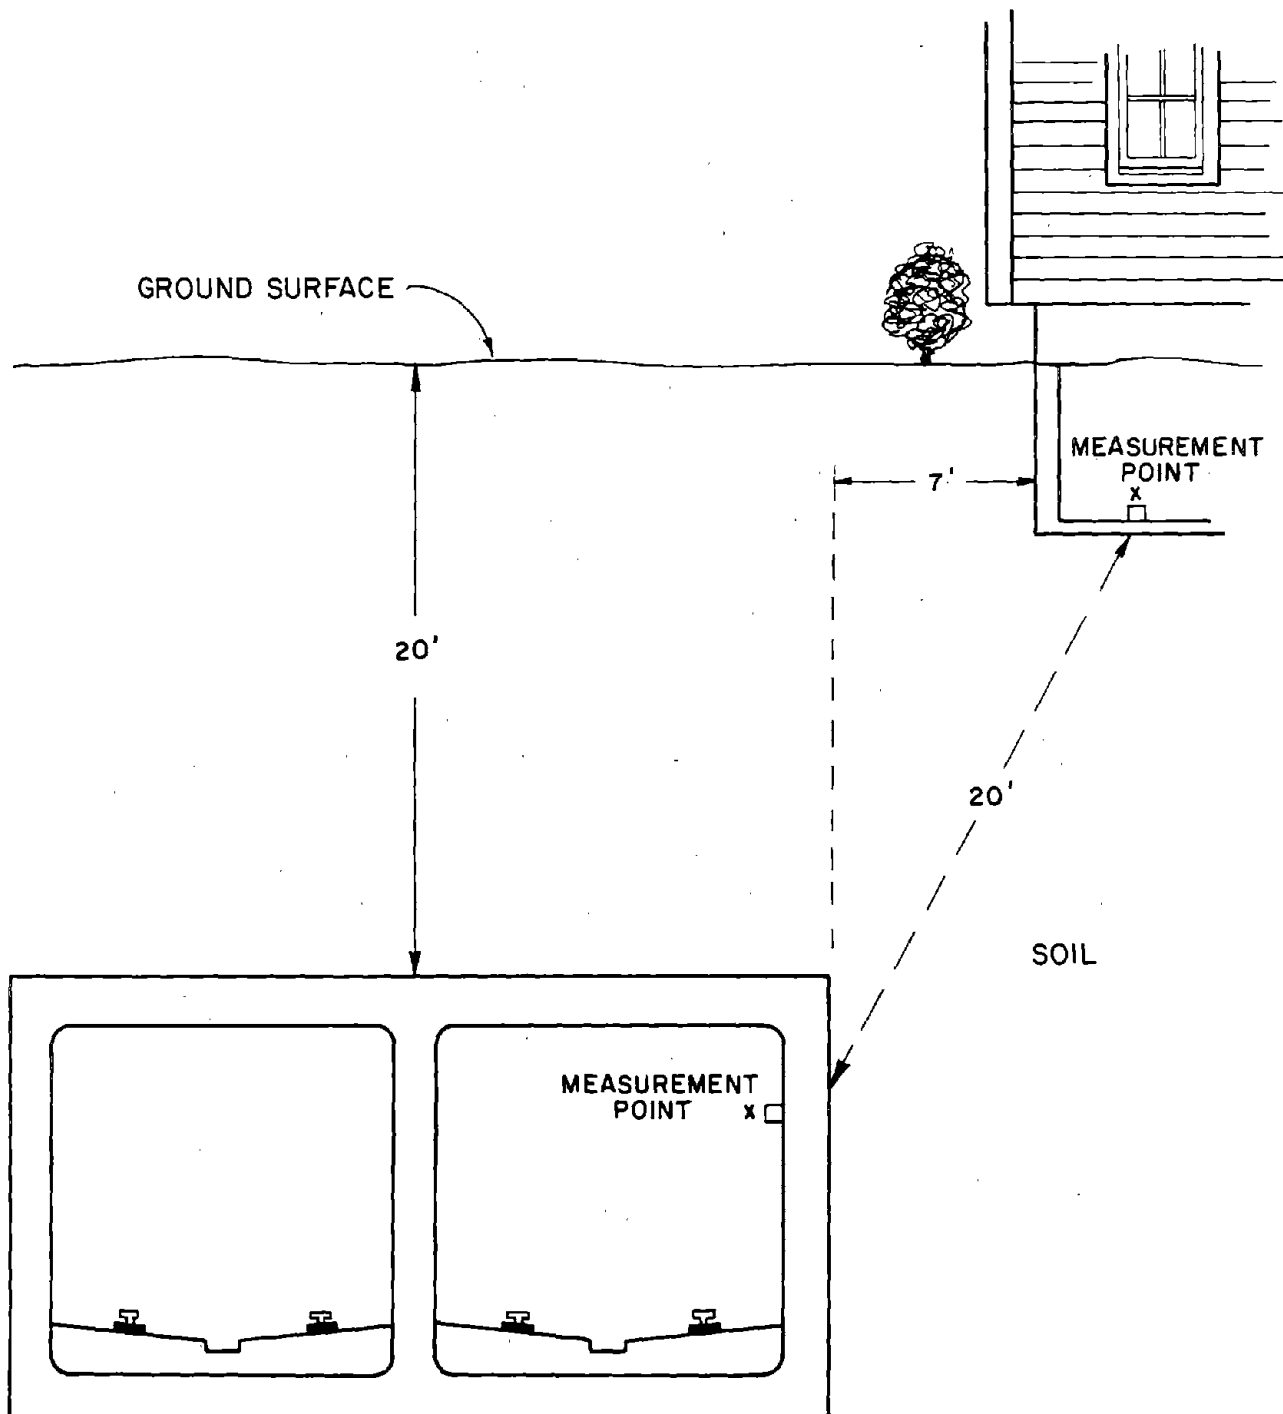 GROUND SURFACE
MEASUREMENT
POINT
X
7'
20'
20'
SOIL
MEASUREMENT
POINT X